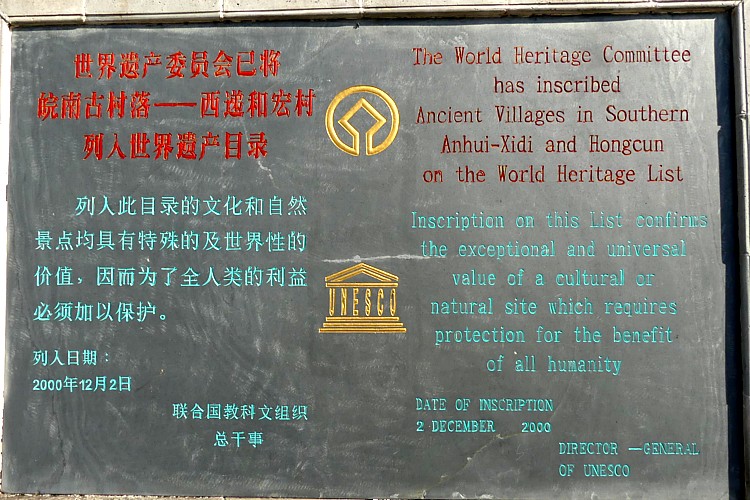 世界遗产委员会已将
皖南古村落——西递和宏村
列入世界遗产目录
列入此目录的文化和自然
景点均具有特殊的及世界性的
价值，因而为了全人类的利益
必须加以保护。
列入日期：
2000年12月2日
联合国教科文组织
总干事
UNESCO
The World Heritage Committee
has inscribed
Ancient Villages in Southern
Anhui-Xidi and Hongcun
on the World Heritage List
Inscription on this List confirms
the exceptional and universal
value of a cultural or
natural site which requires
protection for the benefit
of all humanity
DATE OF INSCRIPTION
2 DECEMBER 2000
DIRECTOR —GENERAL
OF UNESCO